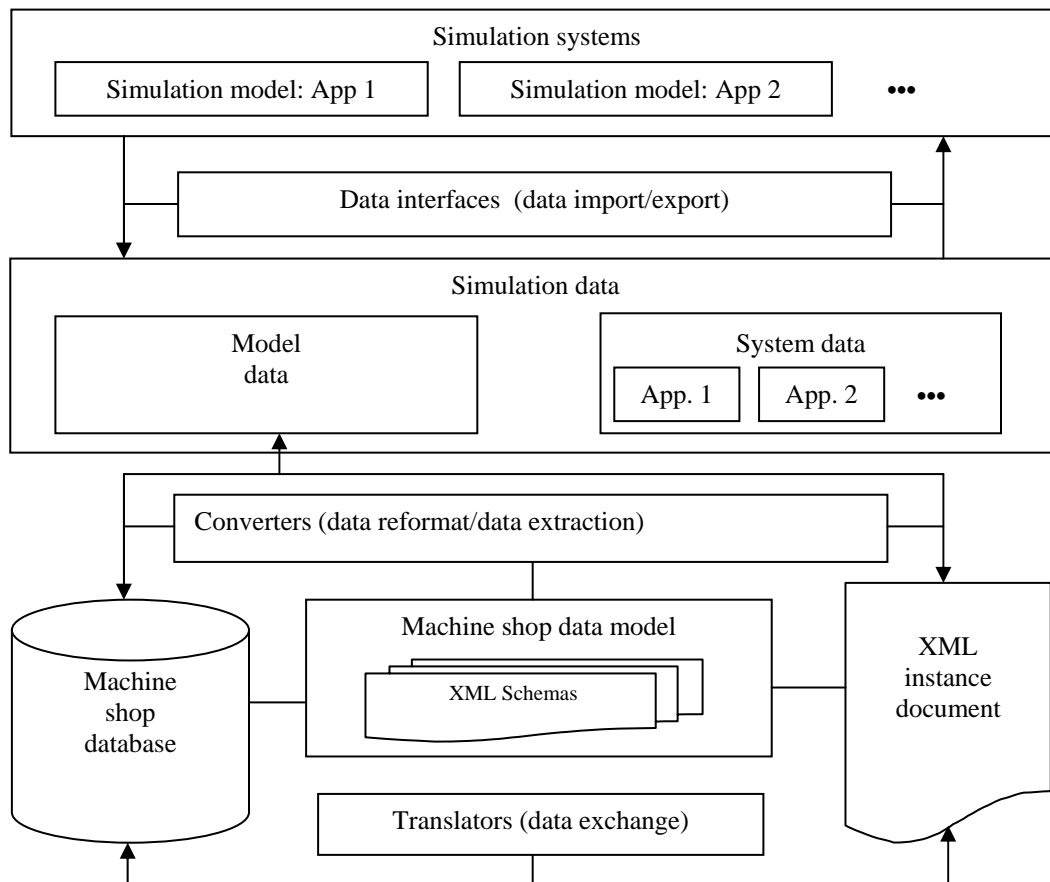 Simulation systems
Simulation model: App 1
Simulation model: App 2
•••
Data interfaces (data import/export)
Simulation data
Model
data
System data
App. 1
App. 2
•••
Converters (data reformat/data extraction)
Machine shop data model
XML Schemas
Machine
shop
database
XML
instance
document
Translators (data exchange)